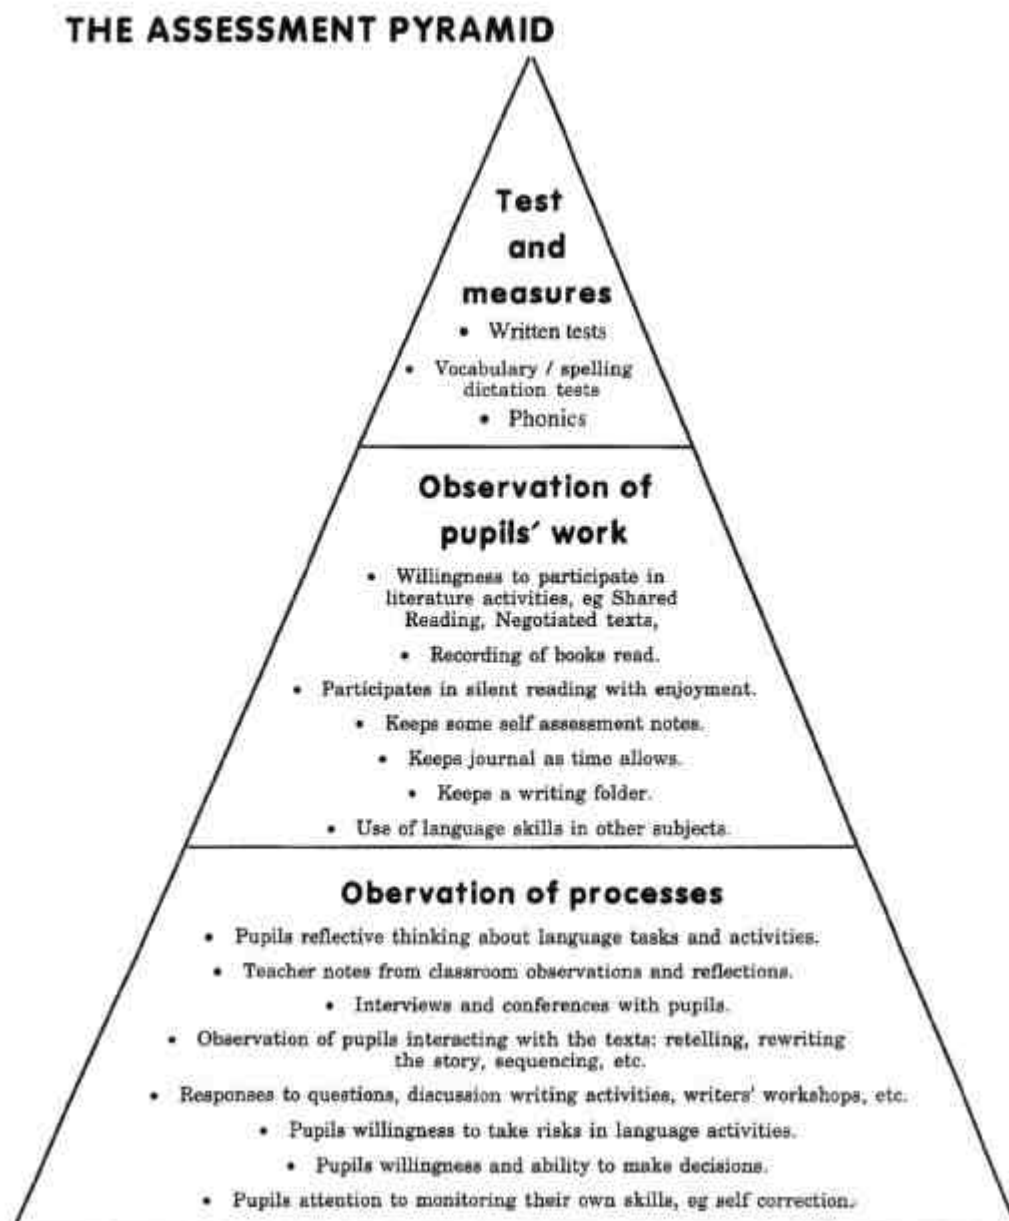 THE ASSESSMENT PYRAMID
Test
and
measures
• Written tests
• Vocabulary / spelling
dictation tests
• Phonics
Observation of
pupils' work
• Willingness to participate in
literature activities, eg Shared
Reading, Negotiated texts,
• Recording of books read.
• Participates in silent reading with enjoyment.
• Keeps some self assessment notes.
• Keeps journal as time allows.
• Keeps a writing folder.
• Use of language skills in other subjects.
Obervation of processes
• Pupils reflective thinking about language tasks and activities.
• Teacher notes from classroom observations and reflections.
• Interviews and conferences with pupils.
• Observation of pupils interacting with the texts: retelling, rewriting
the story, sequencing, etc.
• Responses to questions, discussion writing activities, writers' workshops, etc.
• Pupils willingness to take risks in language activities.
• Pupils willingness and ability to make decisions.
• Pupils attention to monitoring their own skills, eg self correction.